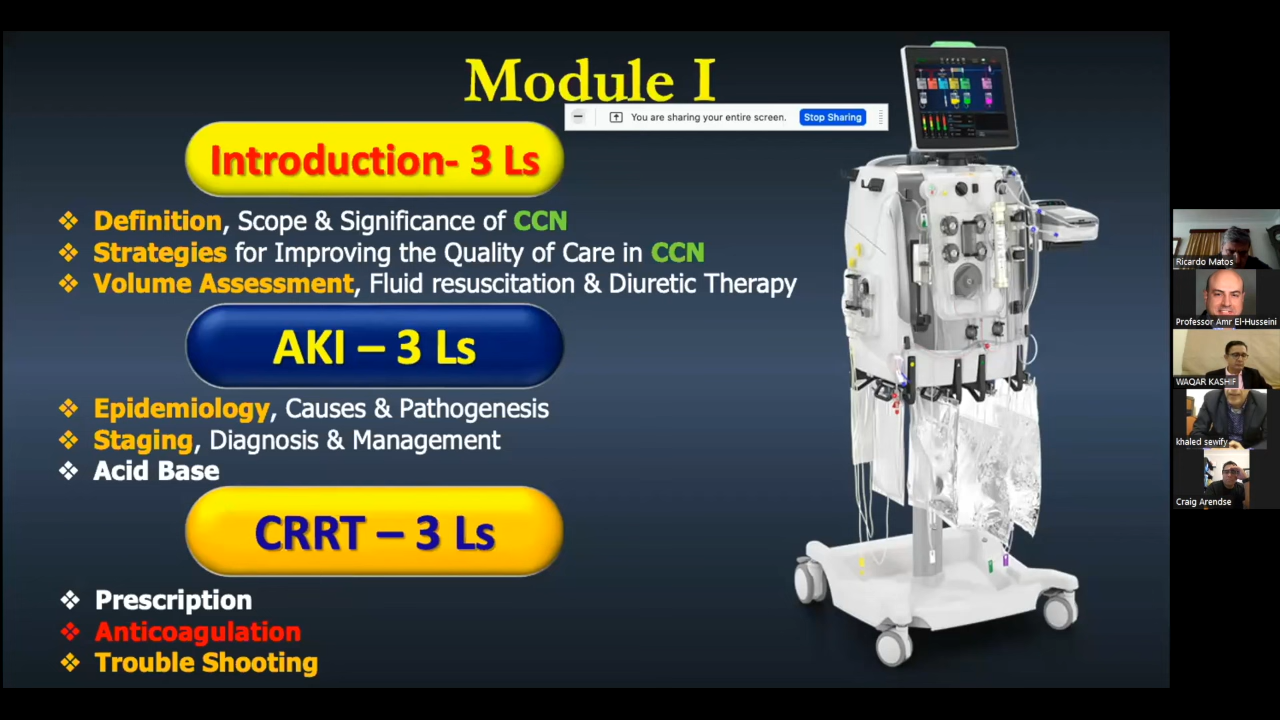 Module I
You are sharing your entire screen. Stop Sharing
Introduction- 3 Ls
Definition, Scope & Significance of CCN
Strategies for Improving the Quality of Care in CCN
Volume Assessment, Fluid resuscitation & Diuretic Therapy
AKI – 3 Ls
Epidemiology, Causes & Pathogenesis
Staging, Diagnosis & Management
Acid Base
CRRT – 3 Ls
Prescription
Anticoagulation
Trouble Shooting
Ricardo Matos
Professor Amr El-Husseini
WAQAR KASHIF
khaled sewify
Craig Arendse